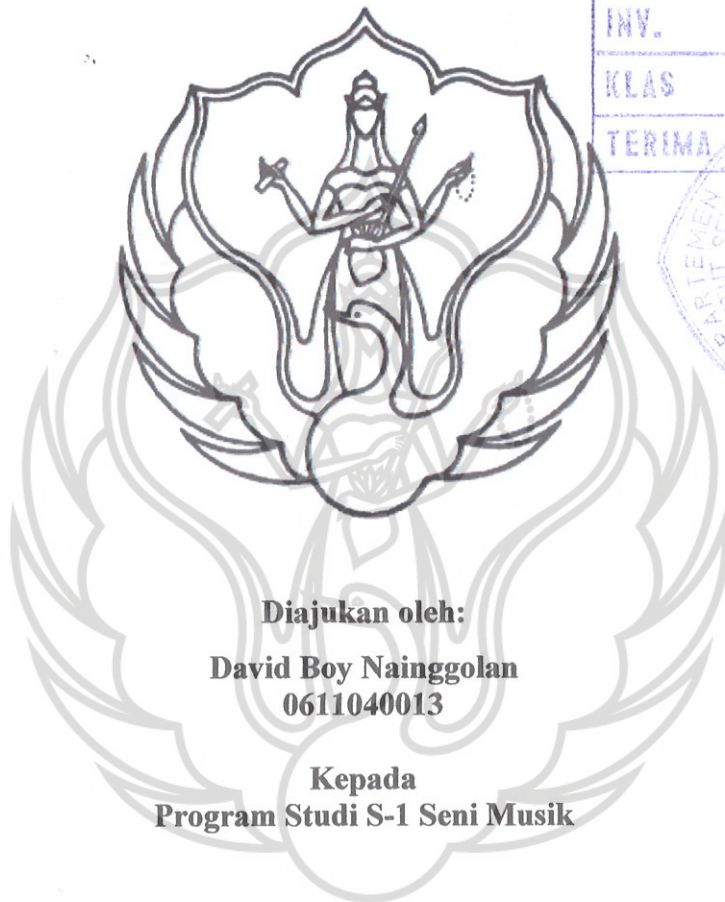 INV.
KLAS
TERIMA
Diajukan oleh:
David Boy Nainggolan
0611040013
Kepada
Program Studi S-1 Seni Musik